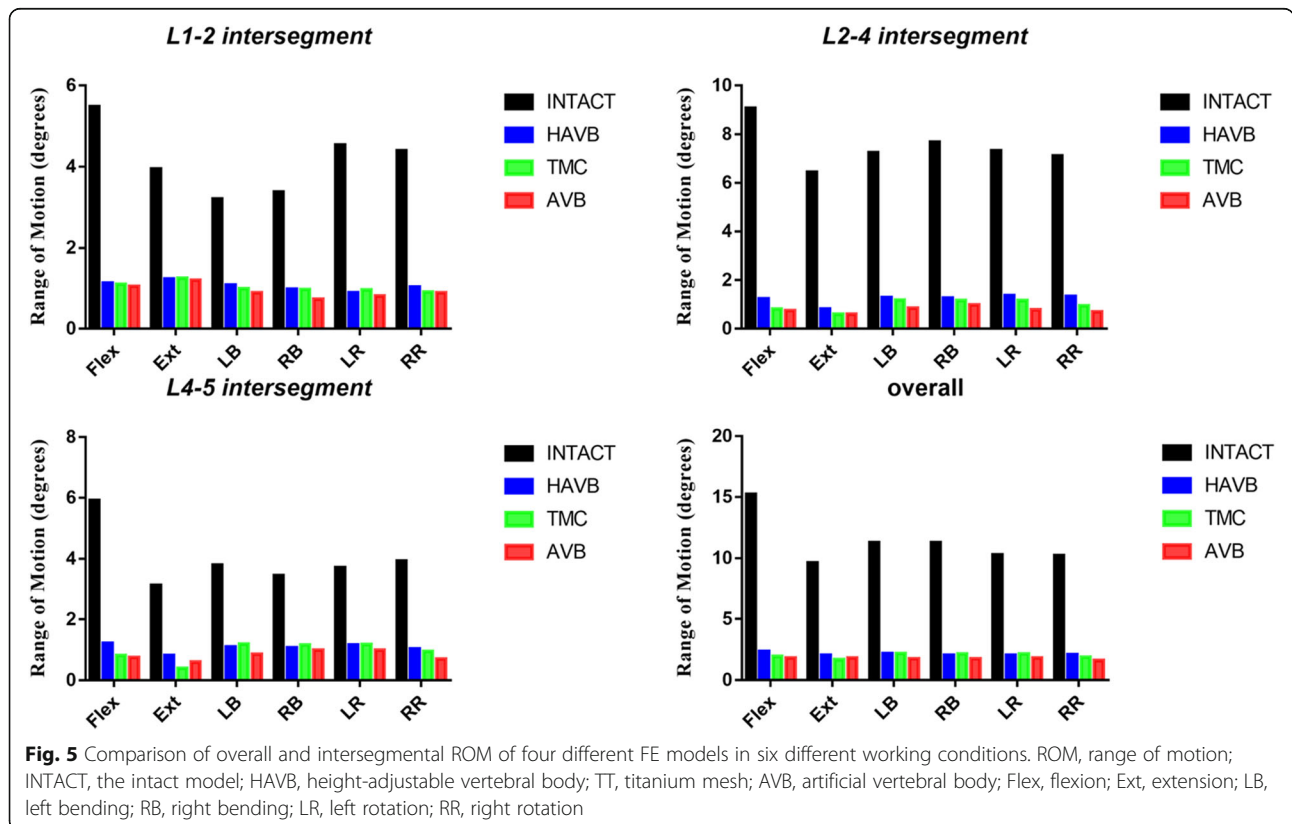 L1-2 intersegment
Range of Motion (degrees)
6
4
2
0
Flex
Ext
LB
RB
LR
RR
INTACT
HAVB
TMC
AVB
L2-4 intersegment
Range of Motion (degrees)
10
8
6
4
2
0
Flex
Ext
LB
RB
LR
RR
INTACT
HAVB
TMC
AVB
L4-5 intersegment
Range of Motion (degrees)
8
6
4
2
0
Flex
Ext
LB
RB
LR
RR
INTACT
HAVB
TMC
AVB
overall
Range of Motion (degrees)
20
15
10
5
0
Flex
Ext
LB
RB
LR
RR
INTACT
HAVB
TMC
AVB
Fig. 5 Comparison of overall and intersegmental ROM of four different FE models in six different working conditions. ROM, range of motion;
INTACT, the intact model; HAVB, height-adjustable vertebral body; TT, titanium mesh; AVB, artificial vertebral body; Flex, flexion; Ext, extension; LB,
left bending; RB, right bending; LR, left rotation; RR, right rotation